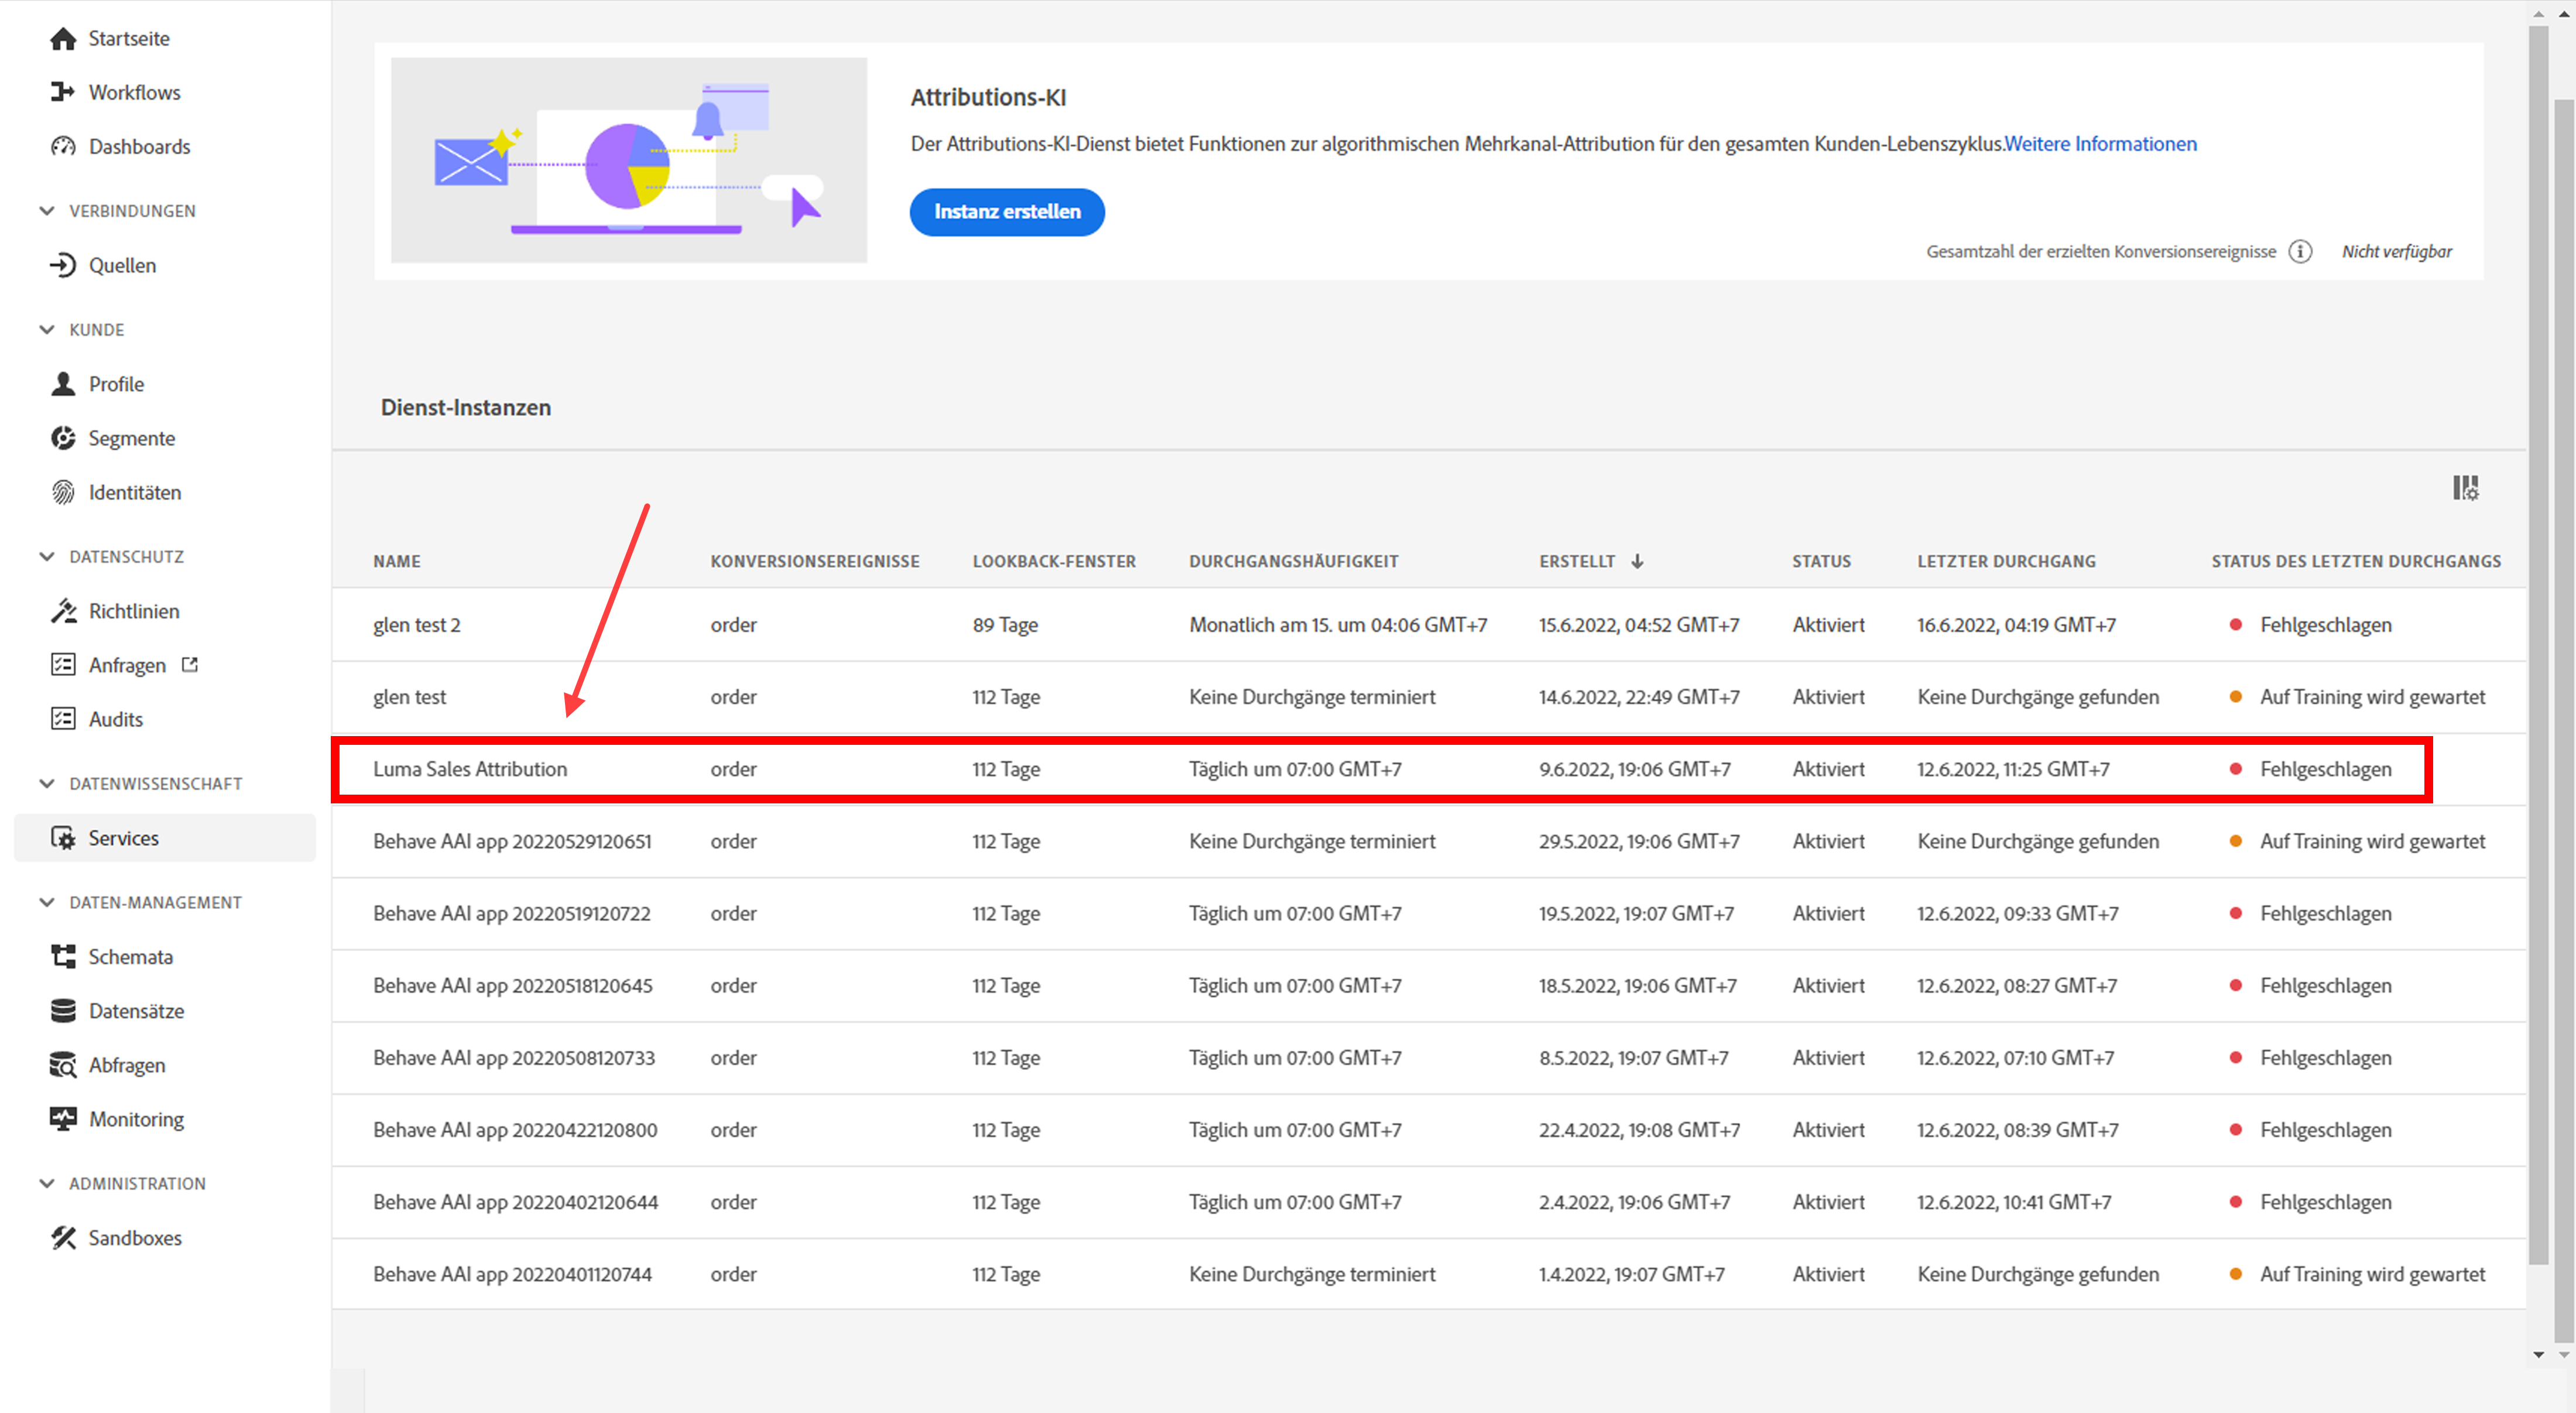 Startseite
Workflows
Dashboards
VERBINDUNGEN
Quellen
KUNDE
Profile
Segmente
Identitäten
DATENSCHUTZ
Richtlinien
Anfragen
Audits
DATENWISSENSCHAFT
Services
DATEN-MANAGEMENT
Schemata
Datensätze
Abfragen
Monitoring
ADMINISTRATION
Sandboxes
Attributions-KI
Der Attributions-KI-Dienst bietet Funktionen zur algorithmischen Mehrkanal-Attribution für den gesamten Kunden-Lebenszyklus.Weitere Informationen
Instanz erstellen
Gesamtzahl der erzielten Konversionsereignisse Nicht verfügbar
Dienst-Instanzen
NAME KONVERSIONSEREIGNISSE LOOKBACK-FENSTER DURCHGANGSHÄUFIGKEIT ERSTELLT STATUS LETZTER DURCHGANG STATUS DES LETZTEN DURCHGANGS
glen test 2 order 89 Tage Monatlich am 15. um 04:06 GMT+7 15.6.2022, 04:52 GMT+7 Aktiviert 16.6.2022, 04:19 GMT+7 Fehlgeschlagen
glen test order 112 Tage Keine Durchgänge terminiert 14.6.2022, 22:49 GMT+7 Aktiviert Keine Durchgänge gefunden Auf Training wird gewartet
Luma Sales Attribution order 112 Tage Täglich um 07:00 GMT+7 9.6.2022, 19:06 GMT+7 Aktiviert 12.6.2022, 11:25 GMT+7 Fehlgeschlagen
Behave AAI app 20220529120651 order 112 Tage Keine Durchgänge terminiert 29.5.2022, 19:06 GMT+7 Aktiviert Keine Durchgänge gefunden Auf Training wird gewartet
Behave AAI app 20220519120722 order 112 Tage Täglich um 07:00 GMT+7 19.5.2022, 19:07 GMT+7 Aktiviert 12.6.2022, 09:33 GMT+7 Fehlgeschlagen
Behave AAI app 20220518120645 order 112 Tage Täglich um 07:00 GMT+7 18.5.2022, 19:06 GMT+7 Aktiviert 12.6.2022, 08:27 GMT+7 Fehlgeschlagen
Behave AAI app 20220508120733 order 112 Tage Täglich um 07:00 GMT+7 8.5.2022, 19:07 GMT+7 Aktiviert 12.6.2022, 07:10 GMT+7 Fehlgeschlagen
Behave AAI app 20220422120800 order 112 Tage Täglich um 07:00 GMT+7 22.4.2022, 19:08 GMT+7 Aktiviert 12.6.2022, 08:39 GMT+7 Fehlgeschlagen
Behave AAI app 20220402120644 order 112 Tage Täglich um 07:00 GMT+7 2.4.2022, 19:06 GMT+7 Aktiviert 12.6.2022, 10:41 GMT+7 Fehlgeschlagen
Behave AAI app 20220401120744 order 112 Tage Keine Durchgänge terminiert 1.4.2022, 19:07 GMT+7 Aktiviert Keine Durchgänge gefunden Auf Training wird gewartet